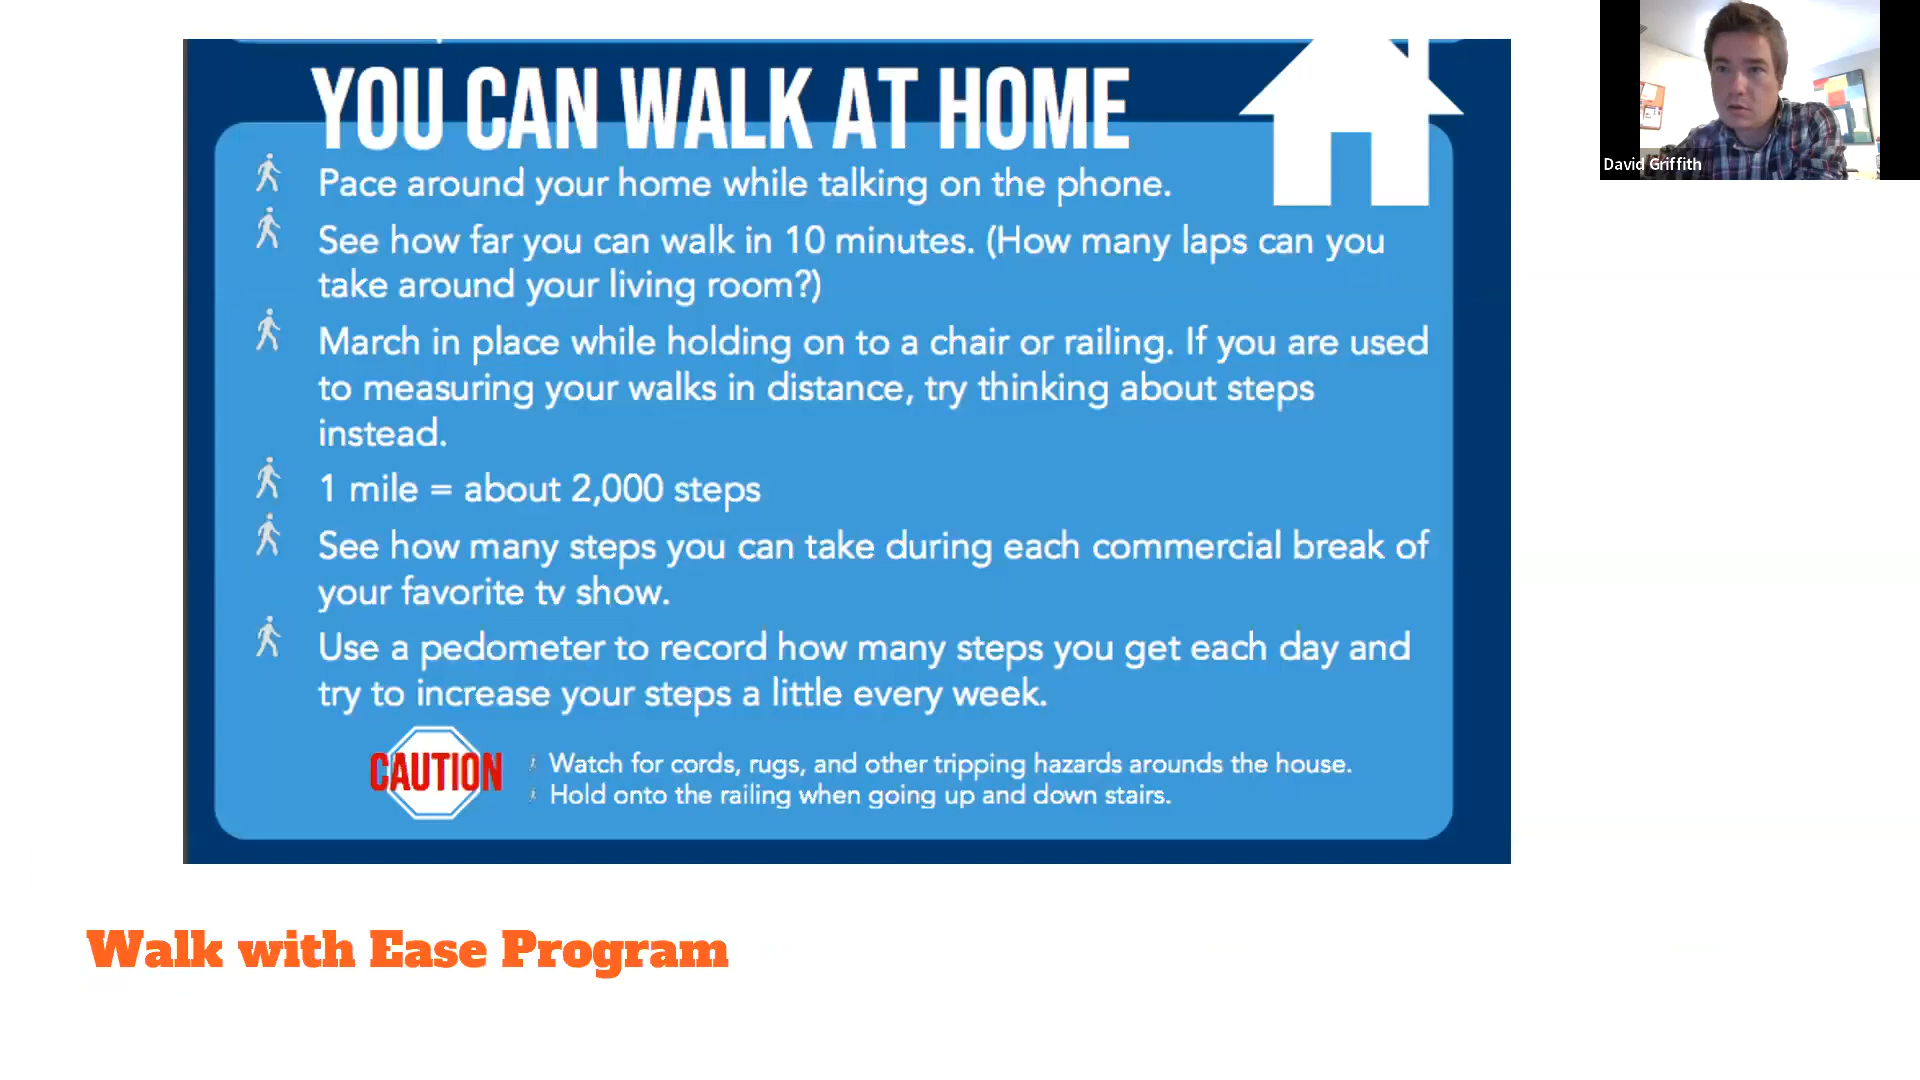 YOU CAN WALK AT HOME
Pace around your home while talking on the phone.
See how far you can walk in 10 minutes. (How many laps can you
take around your living room?)
March in place while holding on to a chair or railing. If you are used
to measuring your walks in distance, try thinking about steps
instead.
1 mile = about 2,000 steps
See how many steps you can take during each commercial break of
your favorite tv show.
Use a pedometer to record how many steps you get each day and
try to increase your steps a little every week.
CAUTION
Watch for cords, rugs, and other tripping hazards arounds the house.
Hold onto the railing when going up and down stairs.
Walk with Ease Program
David Griffith